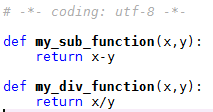 # -*- coding: utf-8 -*-
def my_sub_function(x,y):
    return x-y
def my_div_function(x,y):
    return x/y